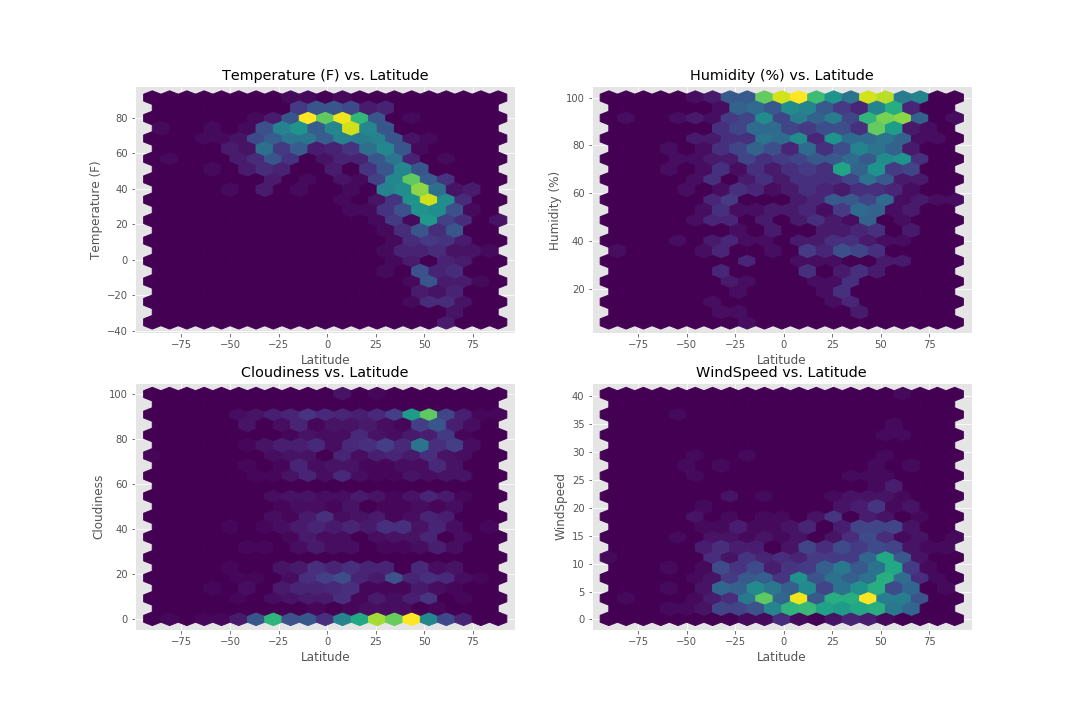 Temperature (F) vs. Latitude
80
60
40
20
0
−20
−40
Temperature (F)
−75 −50 −25 0 25 50 75
Latitude
Humidity (%) vs. Latitude
100
80
60
40
20
Humidity (%)
−75 −50 −25 0 25 50 75
Latitude
Cloudiness vs. Latitude
100
80
60
40
20
0
Cloudiness
−75 −50 −25 0 25 50 75
Latitude
WindSpeed vs. Latitude
40
35
30
25
20
15
10
5
0
WindSpeed
−75 −50 −25 0 25 50 75
Latitude